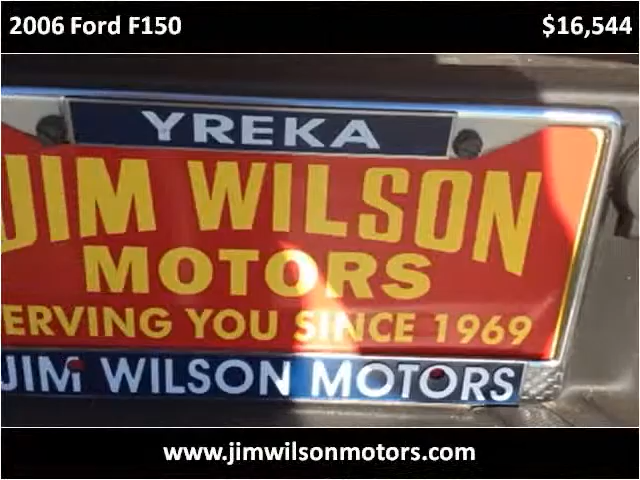 2006 Ford F150 $16,544
YREKA
JIM WILSON
MOTORS
ERVING YOU SINCE 1969
JIM WILSON MOTORS
www.jimwilsonmotors.com